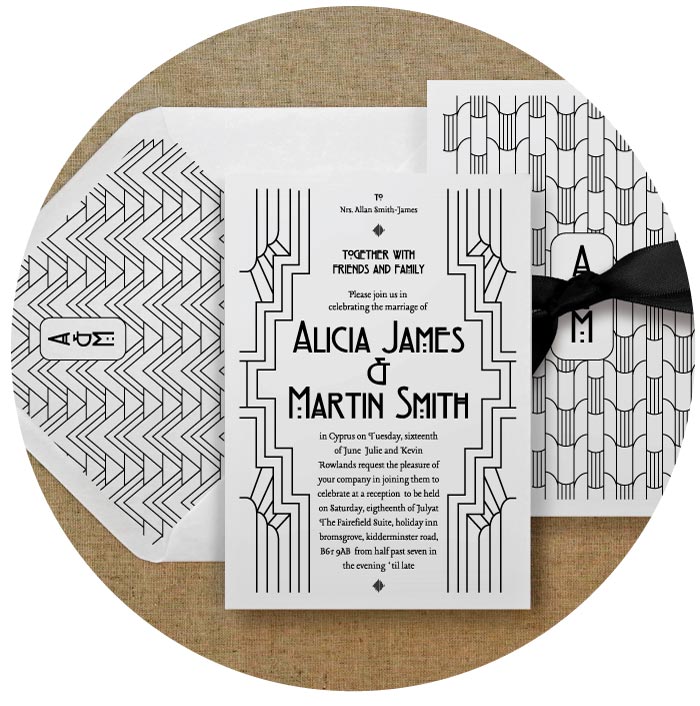 To
Nrs. Allan Smith-James
Together with
Friends and Family
Please join us in
celebrating the marriage of
Alicia James
&
Martin Smith
in Cyprus on Tuesday, sixteenth
of June Julie and Kevin
Rowlands request the pleasure of
your company in joining them to
celebrate at a reception to be held
on Saturday, eigtheenth of Julyat
The Fairefield Suite, holiday inn
bromsgrove, kidderminster road,
B61 9AB from half past seven in
the evening 'til late
A & M
A
M